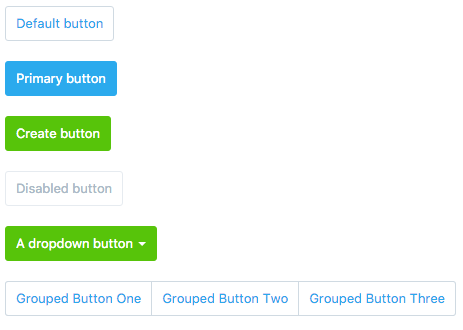 Default button
Primary button
Create button
Disabled button
A dropdown button
Grouped Button One Grouped Button Two Grouped Button Three